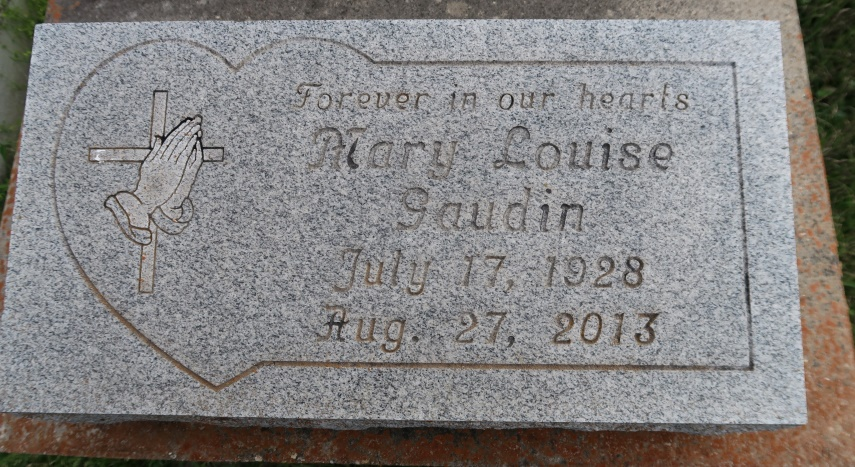 Forever in our hearts
Mary Louise
Gaudin
July 17, 1928
Aug. 27, 2013